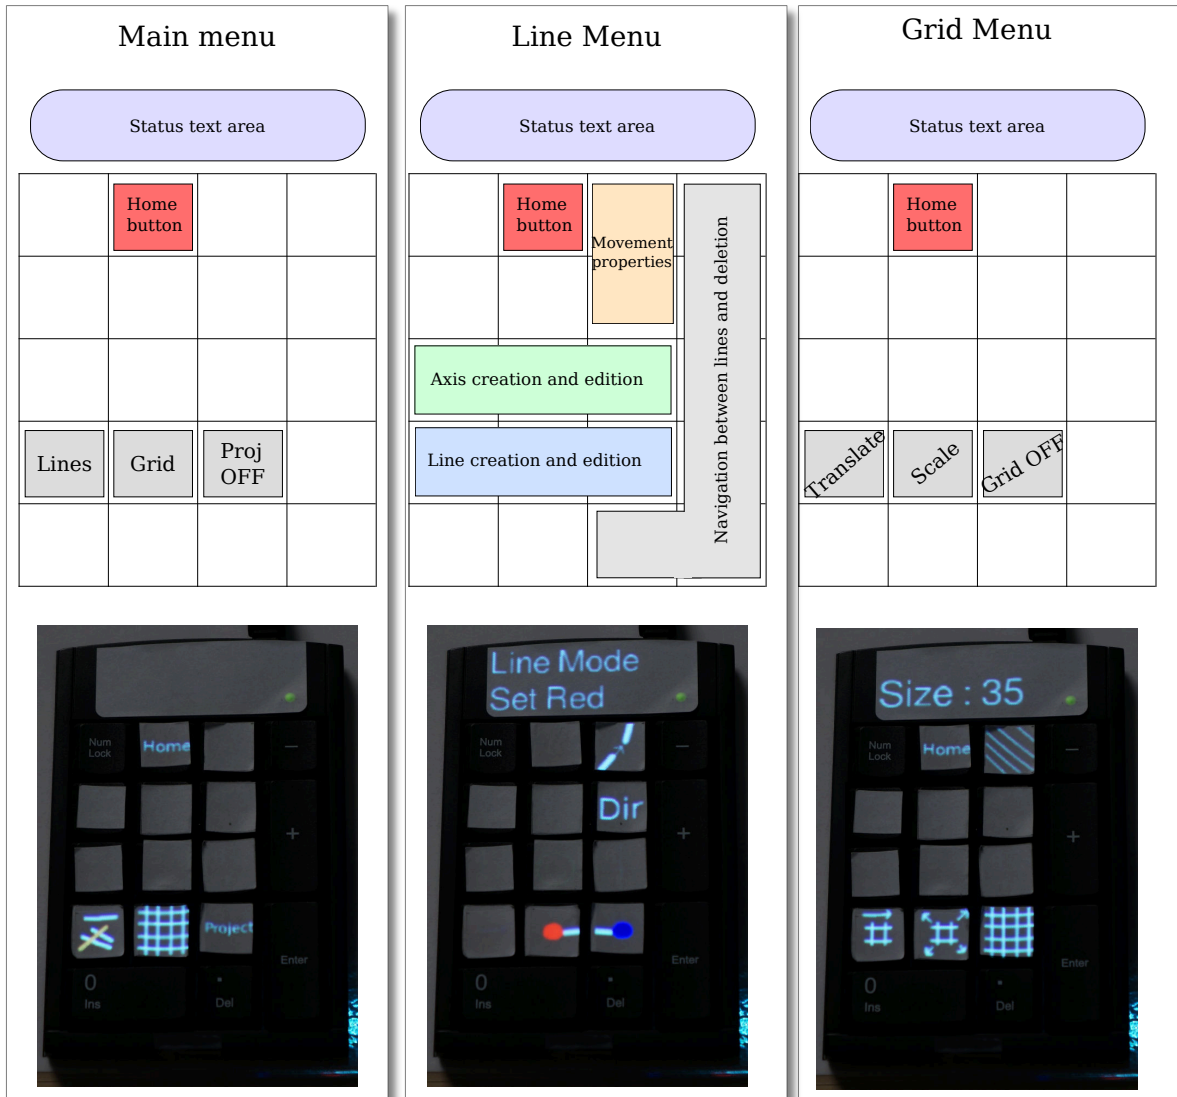 Main menu
Status text area
Home
button
Lines
Grid
Proj
OFF
Num
Lock
Home
−
+
Project
0
Ins
.
Del
Enter
Line Menu
Status text area
Home
button
Movement
properties
Navigation between lines and deletion
Axis creation and edition
Line creation and edition
Line Mode
Set Red
Num
Lock
−
Dir
+
0
Ins
.
Del
Enter
Grid Menu
Status text area
Home
button
Translate
Scale
Grid OFF
Size : 35
Num
Lock
Home
−
+
0
Ins
.
Del
Enter